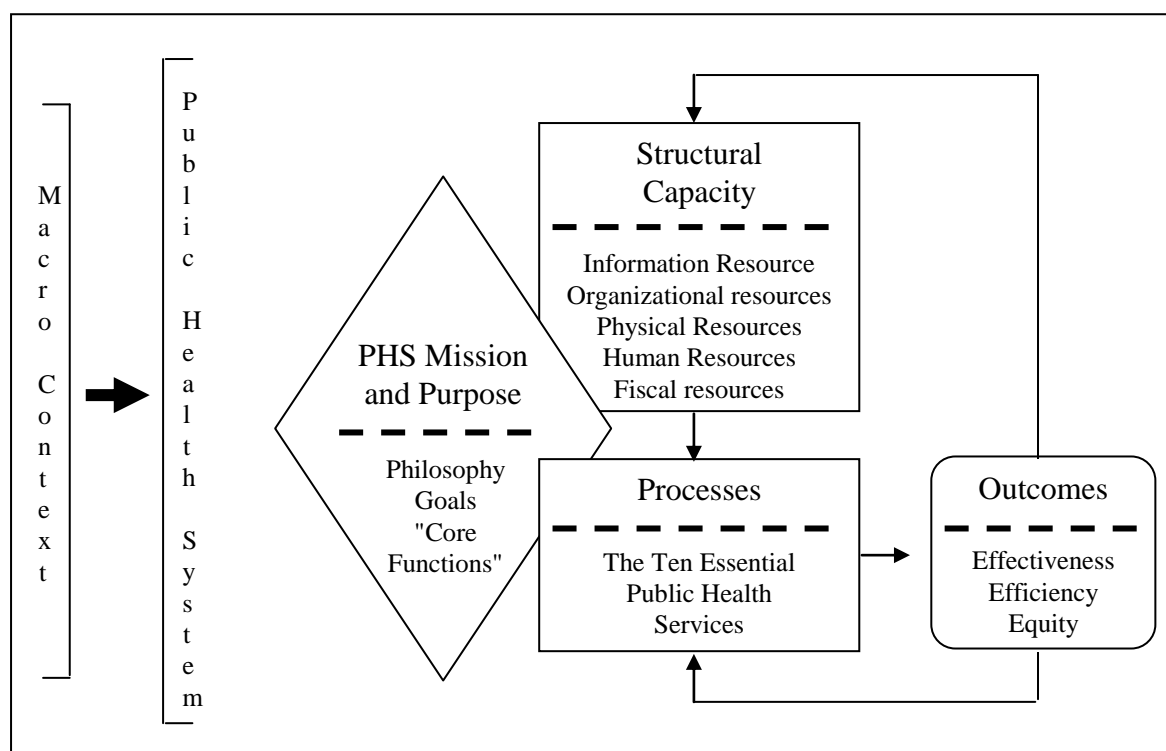 Macro Context
Public Health System
PHS Mission
and Purpose
Philosophy
Goals
"Core
Functions"
Structural
Capacity
Information Resource
Organizational resources
Physical Resources
Human Resources
Fiscal resources
Processes
The Ten Essential
Public Health
Services
Outcomes
Effectiveness
Efficiency
Equity